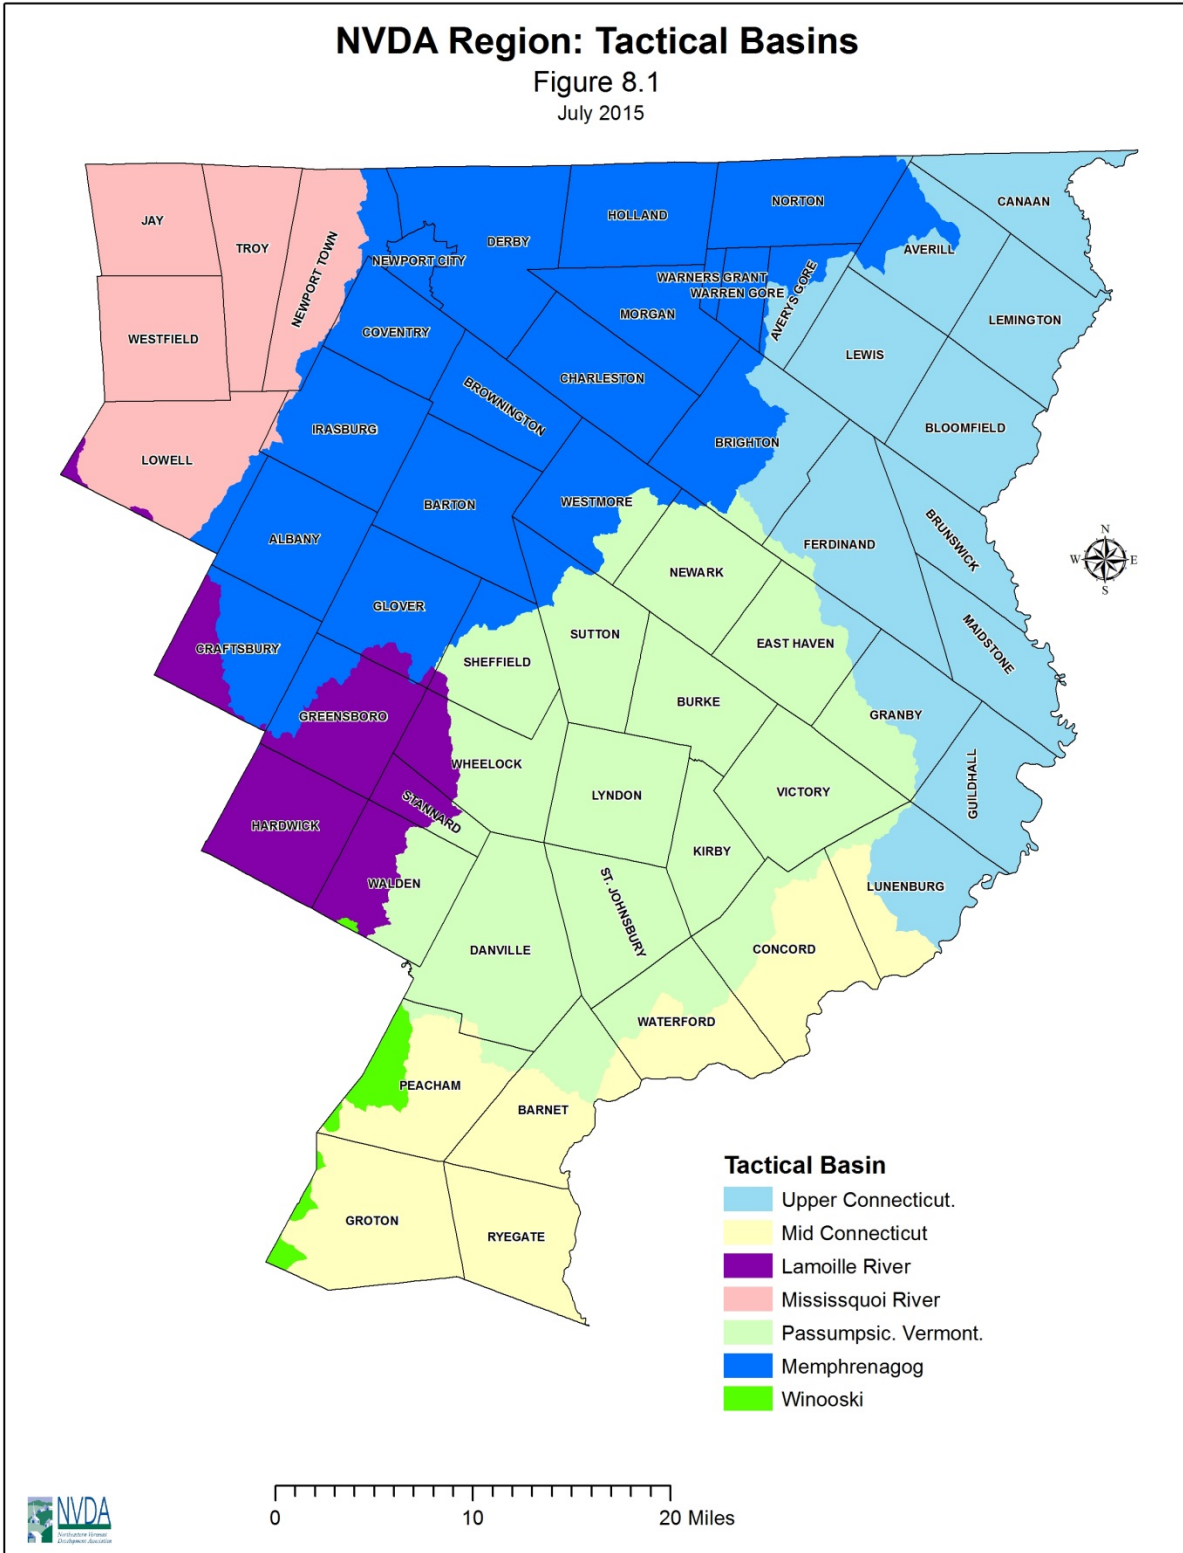 NVDA Region: Tactical Basins
Figure 8.1
July 2015
JAY
TROY
NEWPORT TOWN
NEWPORT CITY
DERBY
HOLLAND
NORTON
CANAAN
AVERILL
WARNERS GRANT
WARREN GORE
AVERYS GORE
WESTFIELD
COVENTRY
MORGAN
LEWIS
LEMINGTON
CHARLESTON
BROWNINGTON
IRASBURG
BRIGHTON
BLOOMFIELD
LOWELL
BARTON
WESTMORE
ALBANY
FERDINAND
BRUNSWICK
N
W E
S
NEWARK
GLOVER
SUTTON
EAST HAVEN
MAIDSTONE
CRAFTSBURY
SHEFFIELD
GREENSBORO
BURKE
GRANBY
WHEELOCK
GUILDHALL
STANNARD
LYNDON
VICTORY
HARDWICK
KIRBY
WALDEN
LUNENBURG
ST. JOHNSBURY
DANVILLE
CONCORD
WATERFORD
PEACHAM
BARNET
GROTON
RYEGATE
Tactical Basin
Upper Connecticut.
Mid Connecticut
Lamoille River
Mississquoi River
Passumpsic. Vermont.
Memphrenagog
Winooski
0 10 20 Miles
NVDA
Northeastern Vermont
Development Association